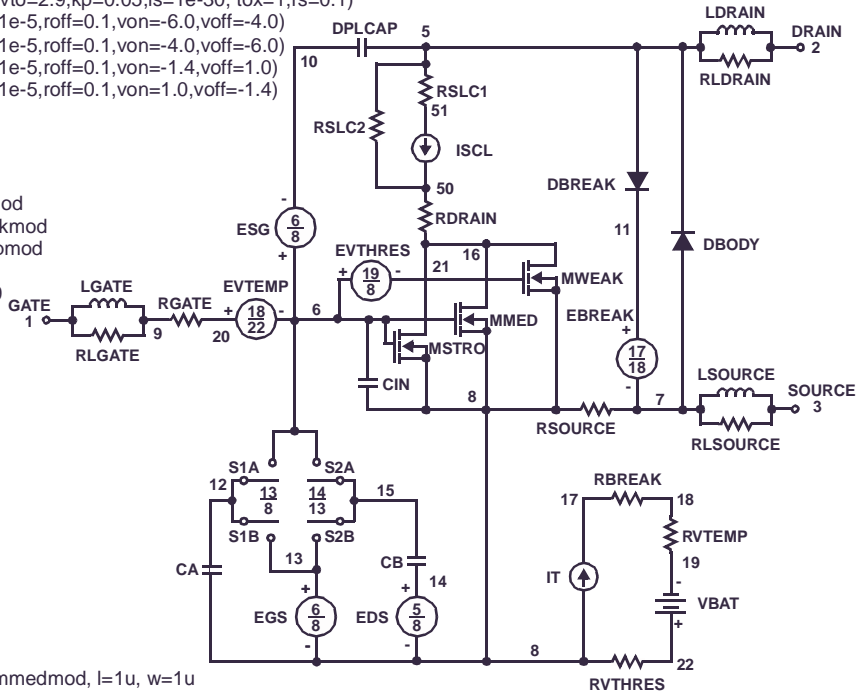 vto=2.9,kp=0.05,is=1e-30, tox=1,rs=0.1)
1e-5,roff=0.1,von=-6.0,voff=-4.0)
1e-5,roff=0.1,von=-4.0,voff=-6.0)
1e-5,roff=0.1,von=-1.4,voff=1.0)
1e-5,roff=0.1,von=1.0,voff=-1.4)
od
kmod
omod
)
nmedmod, l=1u, w=1u
DPLCAP
5
10
LDRAIN
DRAIN
2
RLDRAIN
RSLC1
51
RSLC2
ISCL
50
RDRAIN
DBREAK
11
DBODY
-
ESG
6
8
+
EVTHRES
+
19
8
-
21
16
MWEAK
EBREAK
+
17
18
-
MMED
MSTRO
CIN
GATE
1
LGATE
RLGATE
9
RGATE
20
EVTEMP
+
18
22
-
6
8
RSOURCE
7
LSOURCE
SOURCE
3
RLSOURCE
S1A
S2A
12
13
8
14
13
15
S1B
S2B
13
CA
CB
14
+
EGS
6
8
-
+
EDS
5
8
-
RBREAK
17
18
RVTEMP
19
-
IT
VBAT
+
8
22
RVTHRES